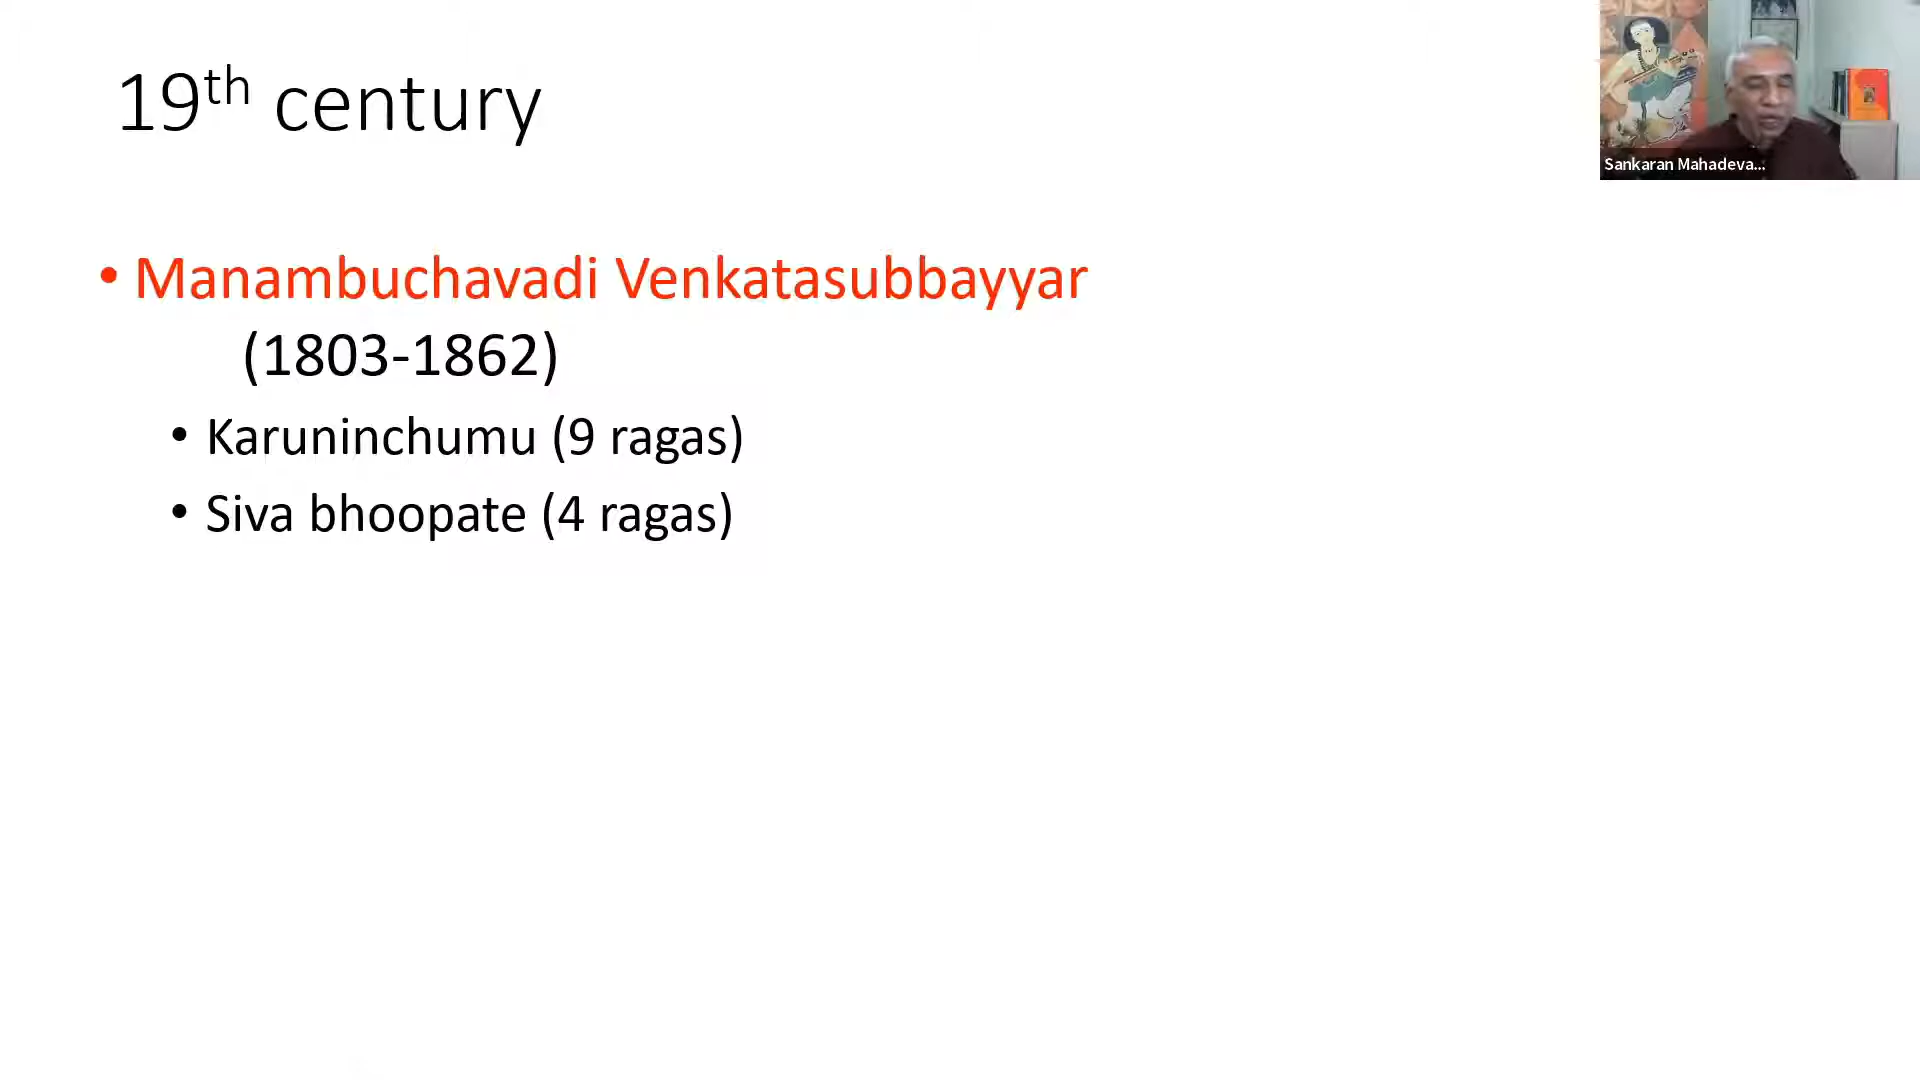 19th century
Sankaran Mahadeva...
• Manambuchavadi Venkatasubbayyar
(1803-1862)
• Karuninchumu (9 ragas)
• Siva bhoopate (4 ragas)